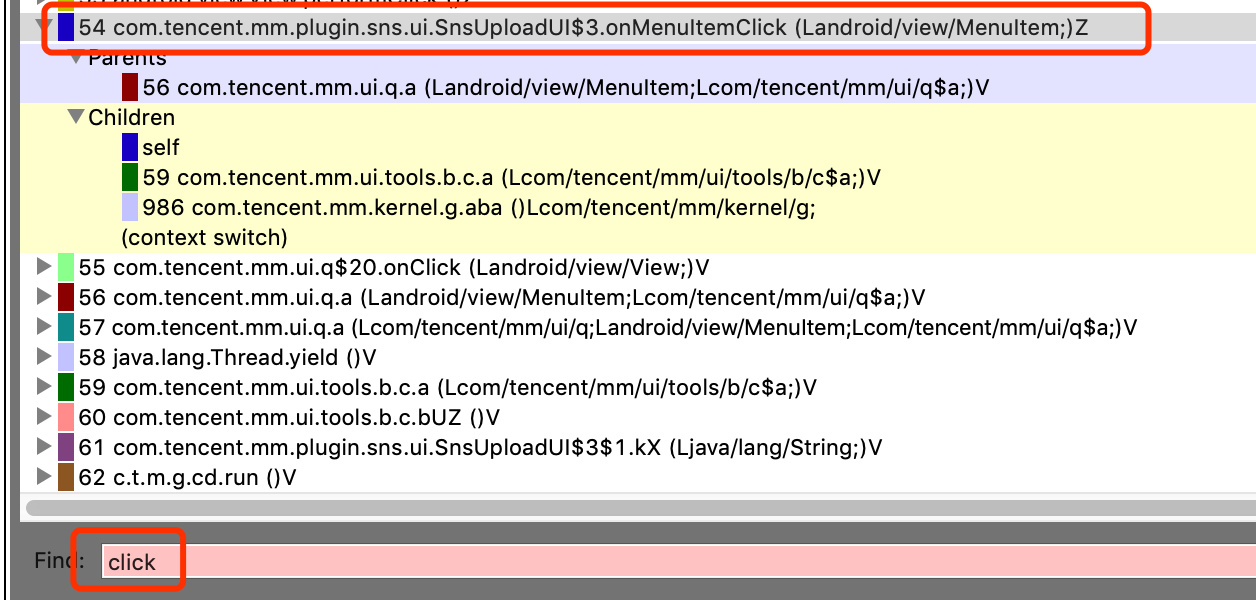 54 com.tencent.mm.plugin.sns.ui.SnsUploadUI$3.onMenuItemClick (Landroid/view/MenuItem;)Z
Parents
56 com.tencent.mm.ui.q.a (Landroid/view/MenuItem;Lcom/tencent/mm/ui/q$a;)V
Children
self
59 com.tencent.mm.ui.tools.b.c.a (Lcom/tencent/mm/ui/tools/b/c$a;)V
986 com.tencent.mm.kernel.g.aba ()Lcom/tencent/mm/kernel/g;
(context switch)
55 com.tencent.mm.ui.q$20.onClick (Landroid/view/View;)V
56 com.tencent.mm.ui.q.a (Landroid/view/MenuItem;Lcom/tencent/mm/ui/q$a;)V
57 com.tencent.mm.ui.q.a (Lcom/tencent/mm/ui/q;Landroid/view/MenuItem;Lcom/tencent/mm/ui/q$a;)V
58 java.lang.Thread.yield ()V
59 com.tencent.mm.ui.tools.b.c.a (Lcom/tencent/mm/ui/tools/b/c$a;)V
60 com.tencent.mm.ui.tools.b.c.bUZ ()V
61 com.tencent.mm.plugin.sns.ui.SnsUploadUI$3$1.kX (Ljava/lang/String;)V
62 c.t.m.g.cd.run ()V
Find: click